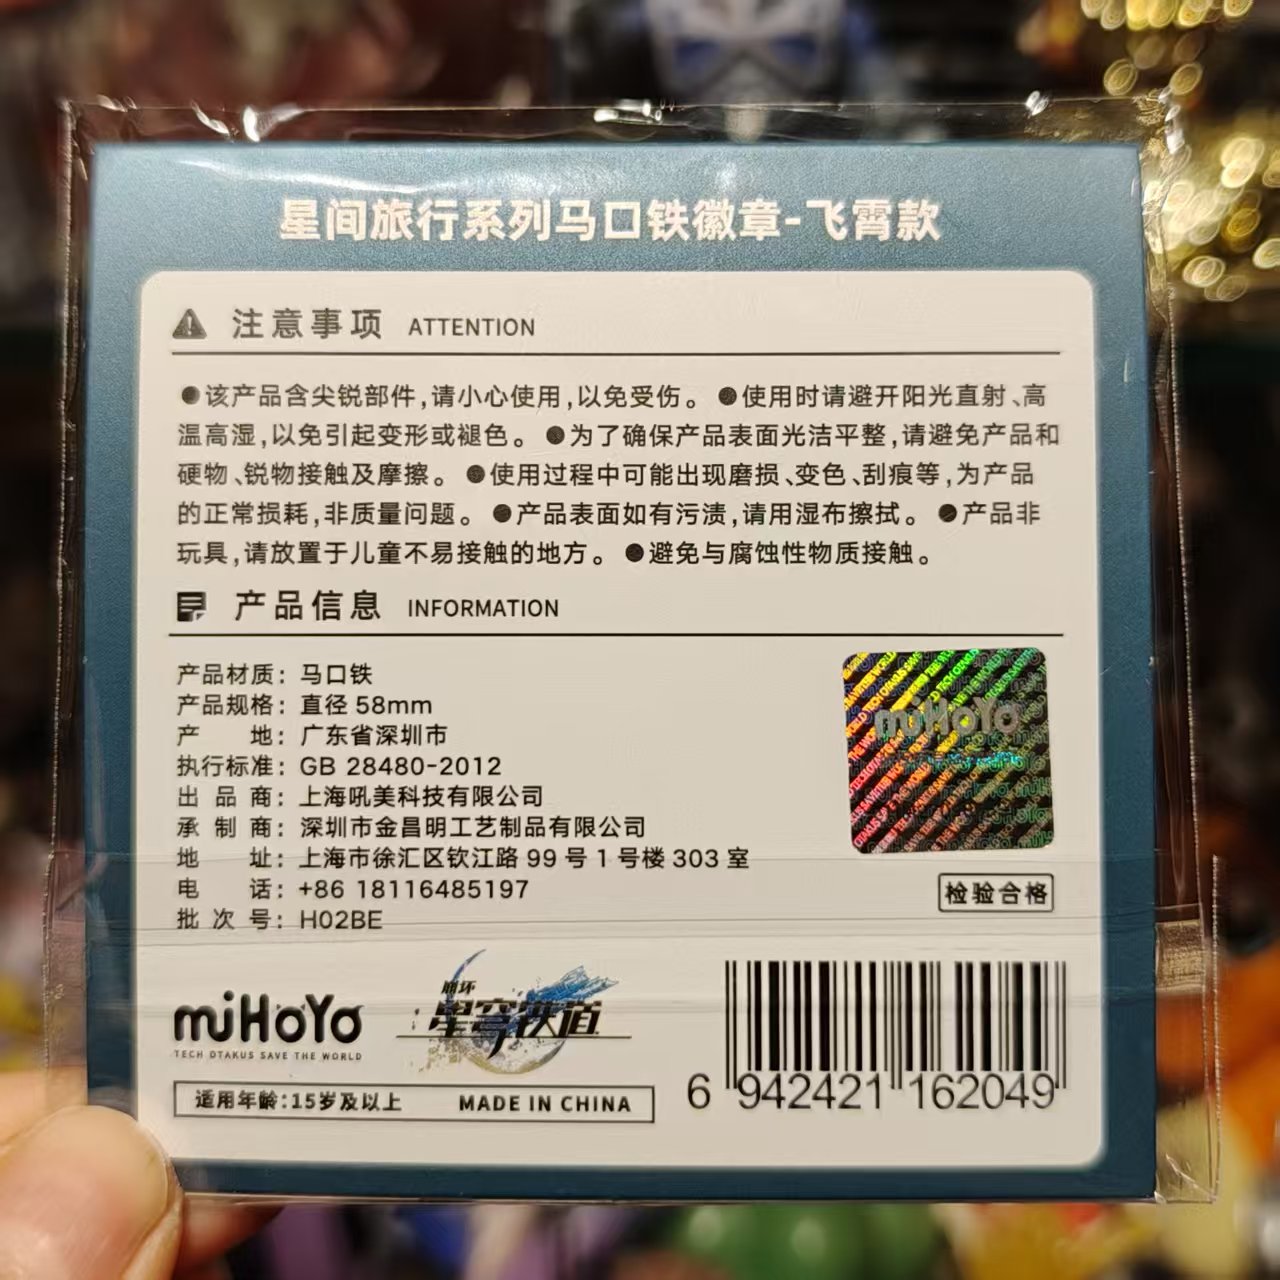 星间旅行系列马口铁徽章-飞霄款
注意事项 ATTENTION
●该产品含尖锐部件,请小心使用,以免受伤。 ●使用时请避开阳光直射、高
温高湿,以免引起变形或褪色。 ●为了确保产品表面光洁平整,请避免产品和
硬物、锐物接触及摩擦。 ●使用过程中可能出现磨损、变色、刮痕等,为产品
的正常损耗,非质量问题。 ●产品表面如有污渍,请用湿布擦拭。 ●产品非
玩具,请放置于儿童不易接触的地方。 ●避免与腐蚀性物质接触。
产品信息 INFORMATION
产品材质: 马口铁
产品规格: 直径 58mm
产 地: 广东省深圳市
执行标准: GB 28480-2012
出 品 商: 上海吼美科技有限公司
承 制 商: 深圳市金昌明工艺制品有限公司
地 址: 上海市徐汇区钦江路 99 号 1 号楼 303 室
电 话: +86 18116485197
批 次 号: H02BE
miHoYo
检验合格
miHoYo
TECH OTAKUS SAVE THE WORLD
崩坏
星穹铁道
适用年龄:15岁及以上 MADE IN CHINA
6 942421 162049